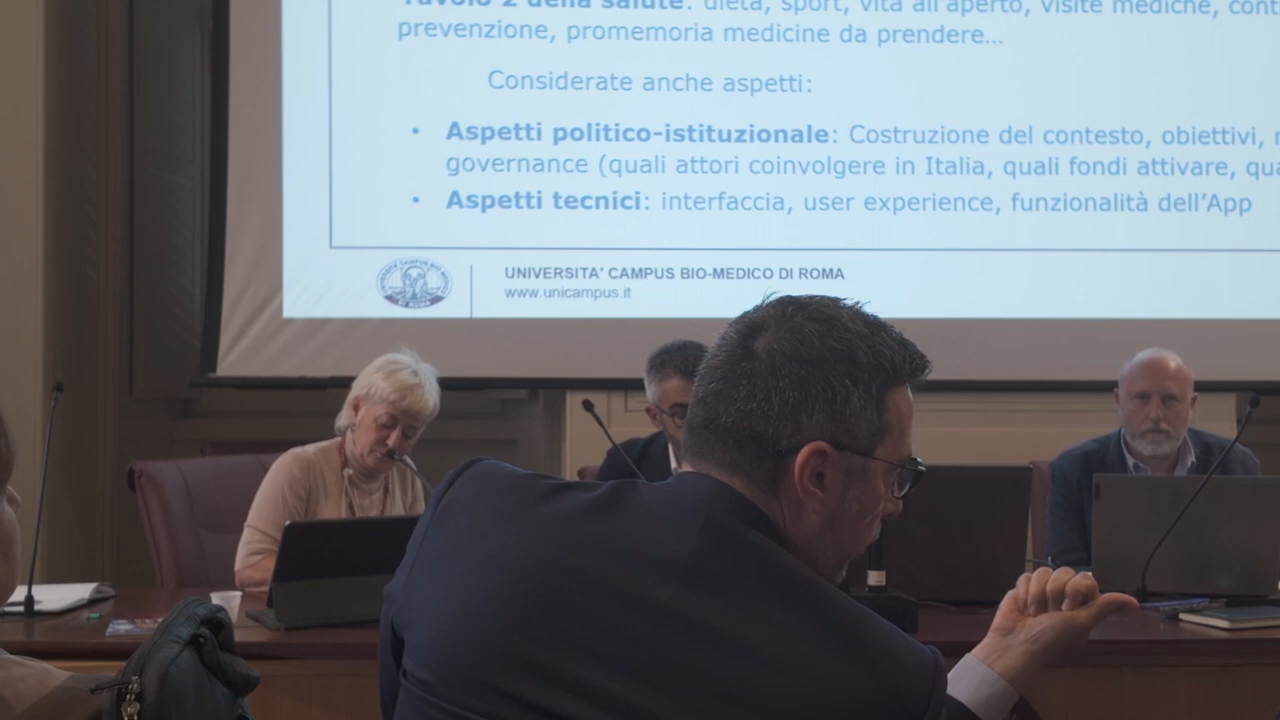 Tavolo 2 della salute: dieta, sport, vita all'aperto, visite mediche,
prevenzione, promemoria medicine da prendere...
Considerate anche aspetti:
• Aspetti politico-istituzionale: Costruzione del contesto, obiettivi,
governance (quali attori coinvolgere in Italia, quali fondi attivare,
• Aspetti tecnici: interfaccia, user experience, funzionalità dell'App
UNIVERSITA' CAMPUS BIO-MEDICO DI ROMA
www.unicampus.it